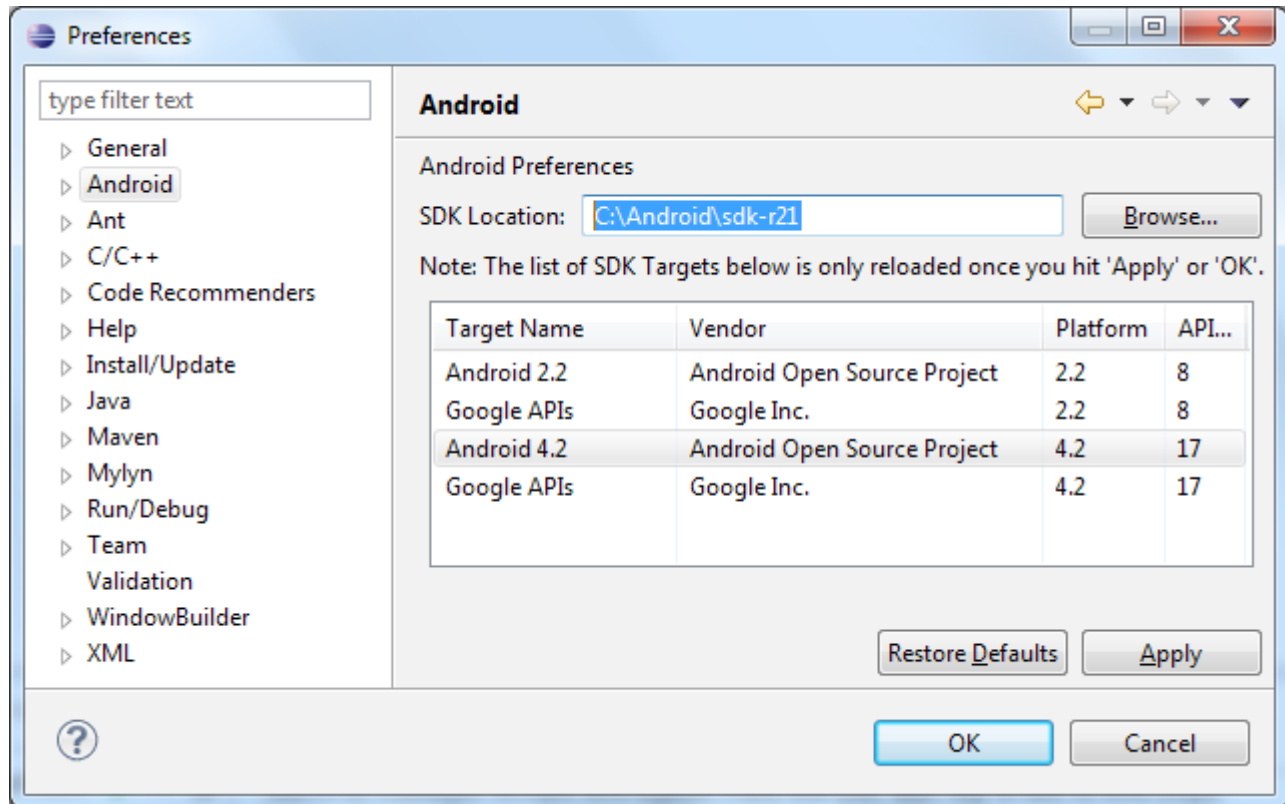 Preferences
type filter text
General
Android
Ant
C/C++
Code Recommenders
Help
Install/Update
Java
Maven
Mylyn
Run/Debug
Team
Validation
WindowBuilder
XML
Android
Android Preferences
SDK Location: C:\Android\sdk-r21 Browse...
Note: The list of SDK Targets below is only reloaded once you hit 'Apply' or 'OK'.
Target Name Vendor Platform API...
Android 2.2 Android Open Source Project 2.2 8
Google APIs Google Inc. 2.2 8
Android 4.2 Android Open Source Project 4.2 17
Google APIs Google Inc. 4.2 17
Restore Defaults Apply
OK Cancel